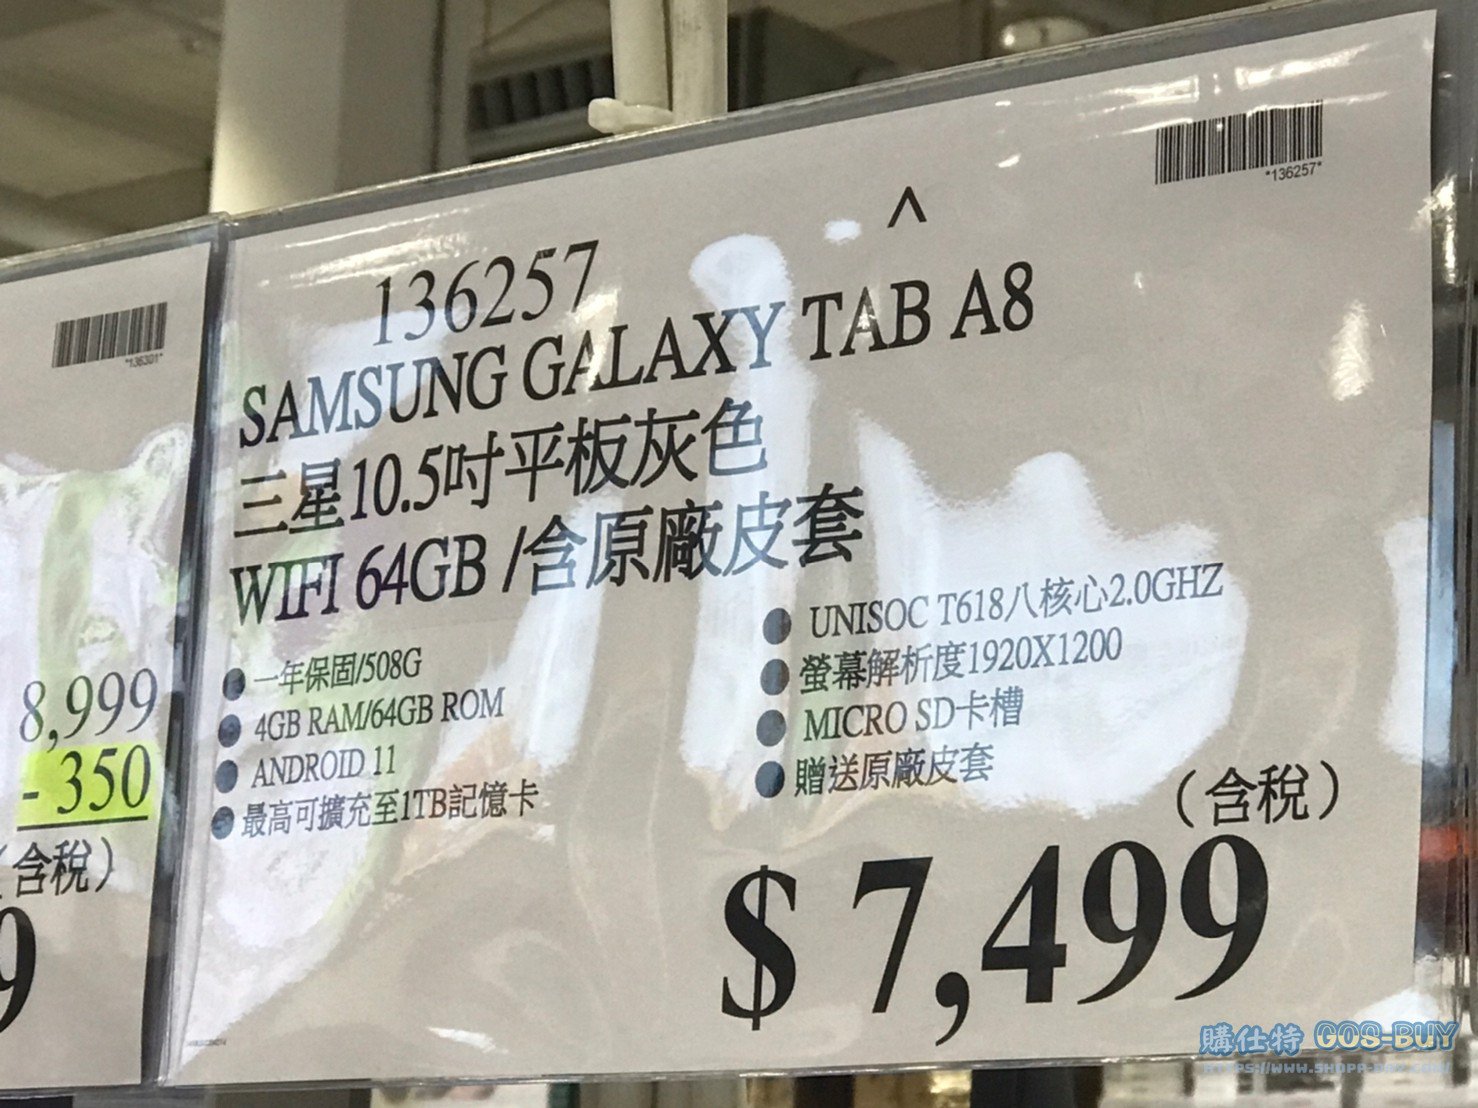 *136257*
^
136257
SAMSUNG GALAXY TAB A8
三星10.5吋平板灰色
WIFI 64GB /含原廠皮套
一年保固/508G
4GB RAM/64GB ROM
ANDROID 11
最高可擴充至1TB記憶卡
UNISOC T618八核心2.0GHZ
螢幕解析度1920X1200
MICRO SD卡槽
贈送原廠皮套
(含稅)
$7,499
*136301*
8,999
- 350
(含稅)
9
購仕特 GOS-BUY